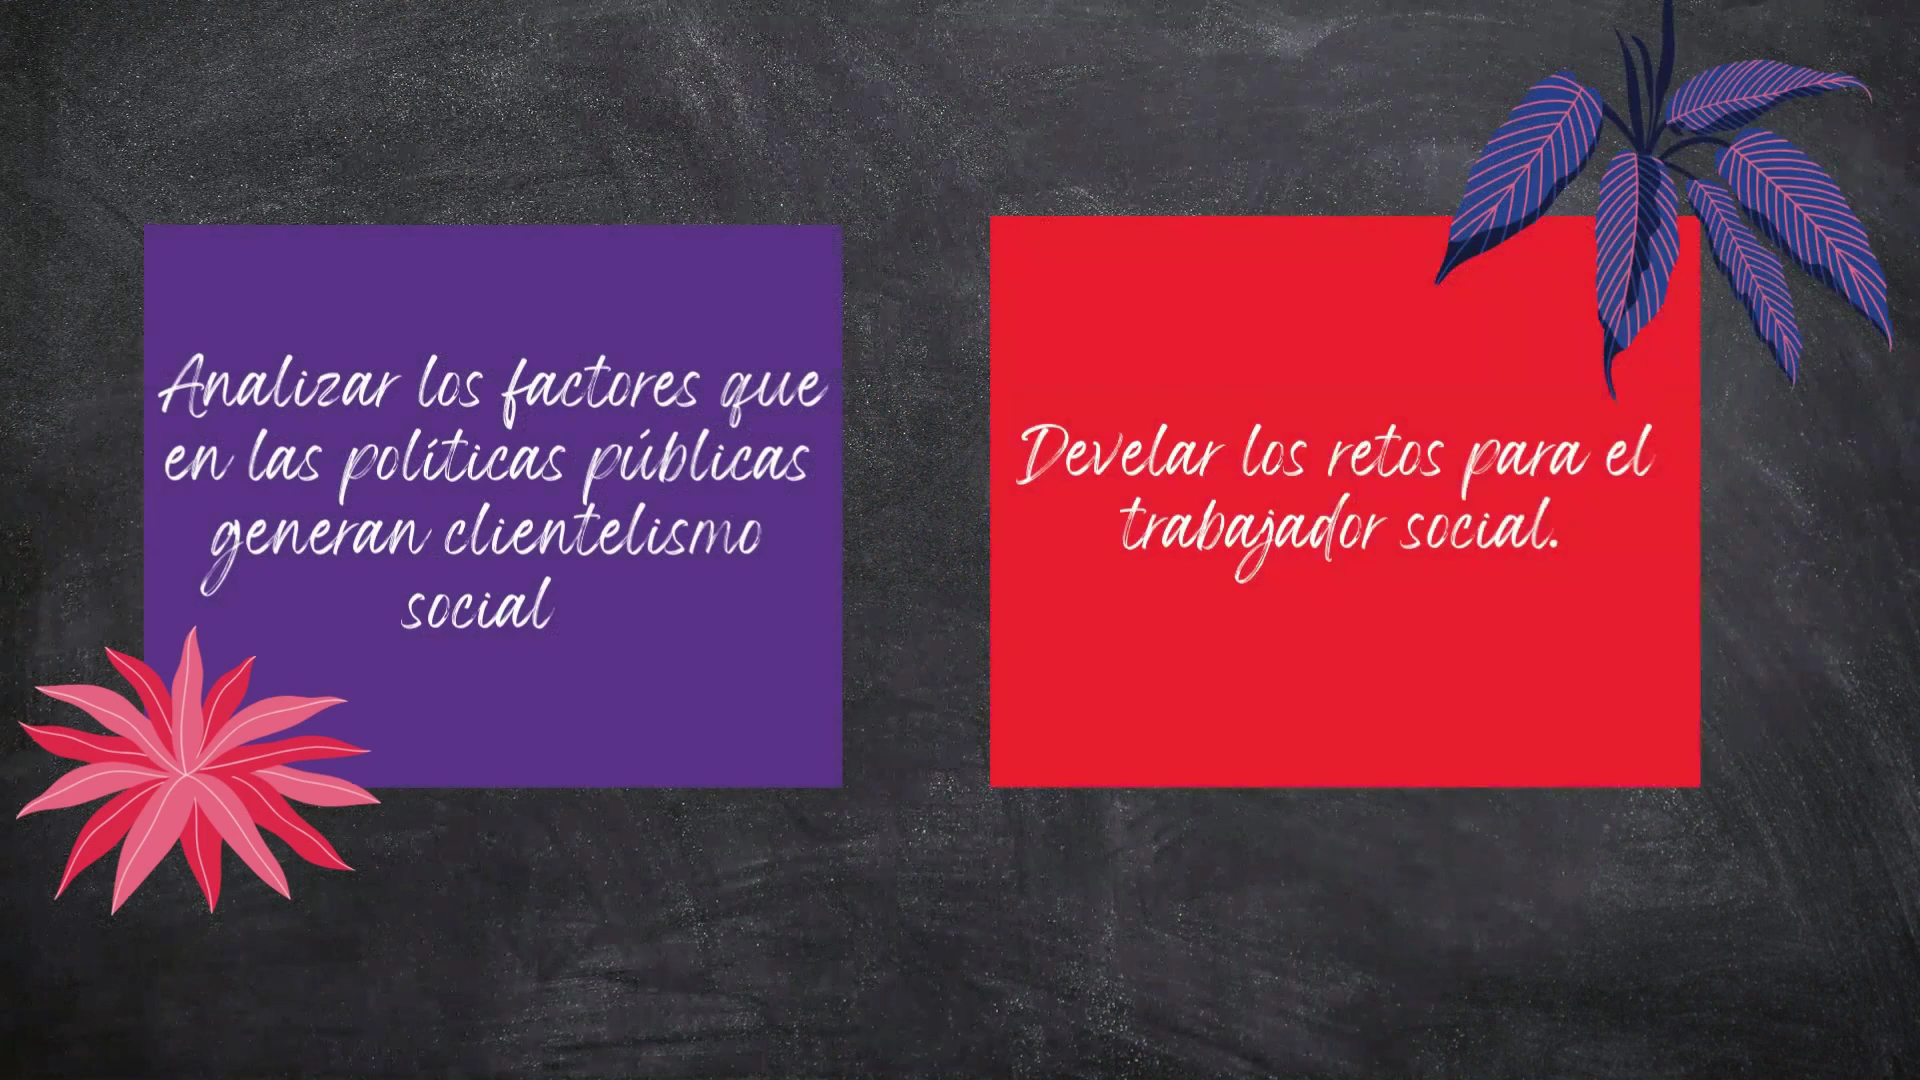 Analizar los factores que
en las políticas públicas
generan clientelismo
social
Develar los retos para el
trabajador social.